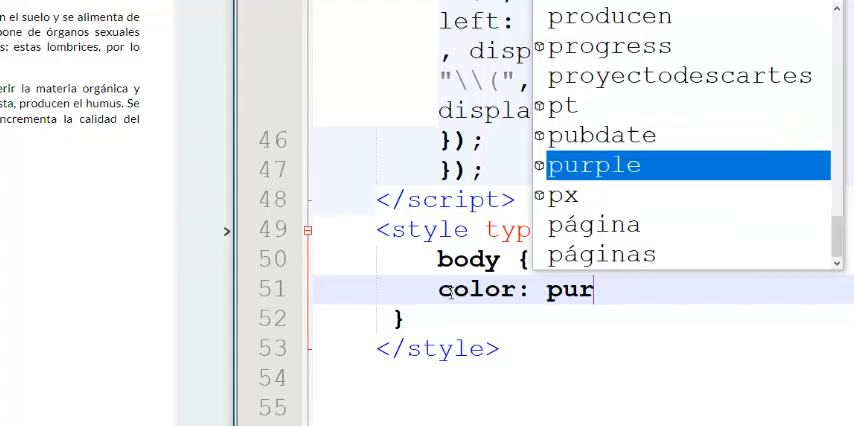 n el suelo y se alimenta de
pone de órganos sexuales
s: estas lombrices, por lo
erir la materia orgánica y
sta, producen el humus. Se
ncrementa la calidad del
left:
, disp
"\\(",
displa
46 });
47 });
48 </script>
49 <style typ
50 body {
51 color: pur
52 }
53 </style>
54
55
producen
progress
proyectodescartes
pt
pubdate
purple
px
página
páginas